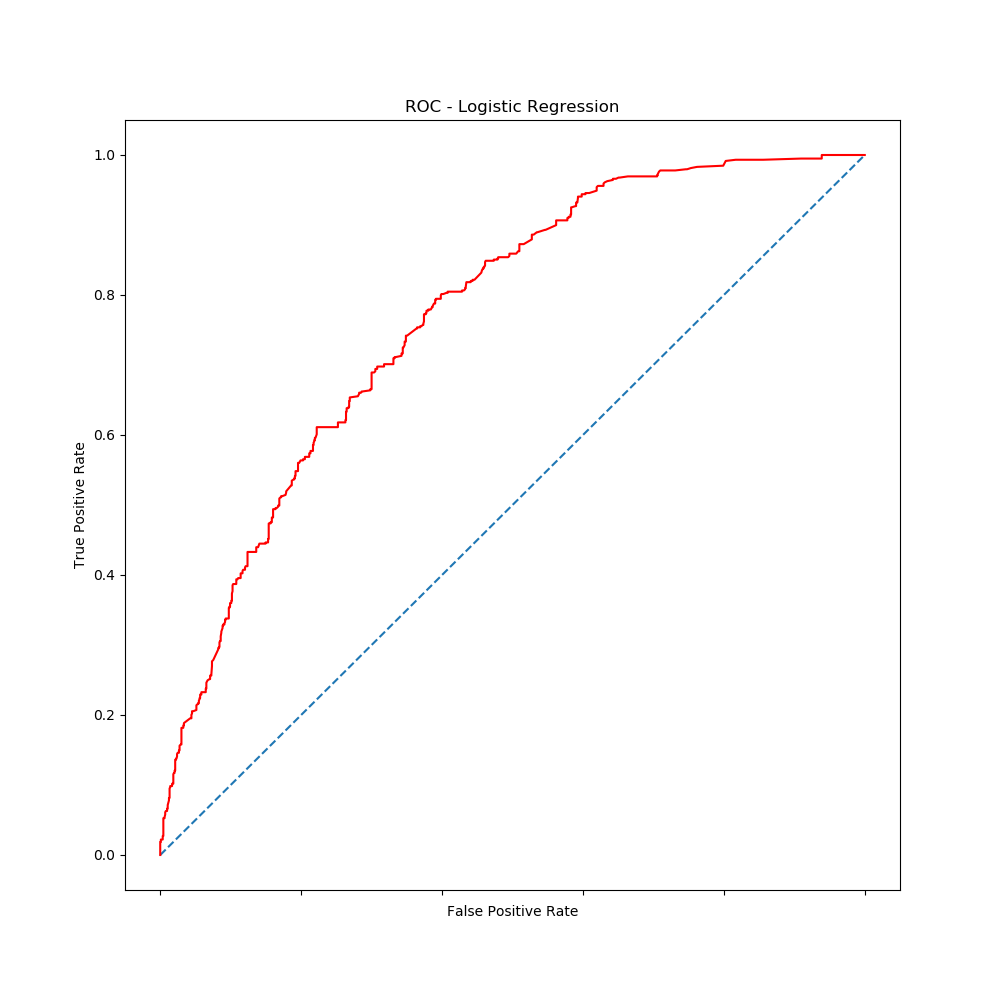 ROC - Logistic Regression
1.0
0.8
0.6
0.4
0.2
0.0
True Positive Rate
False Positive Rate